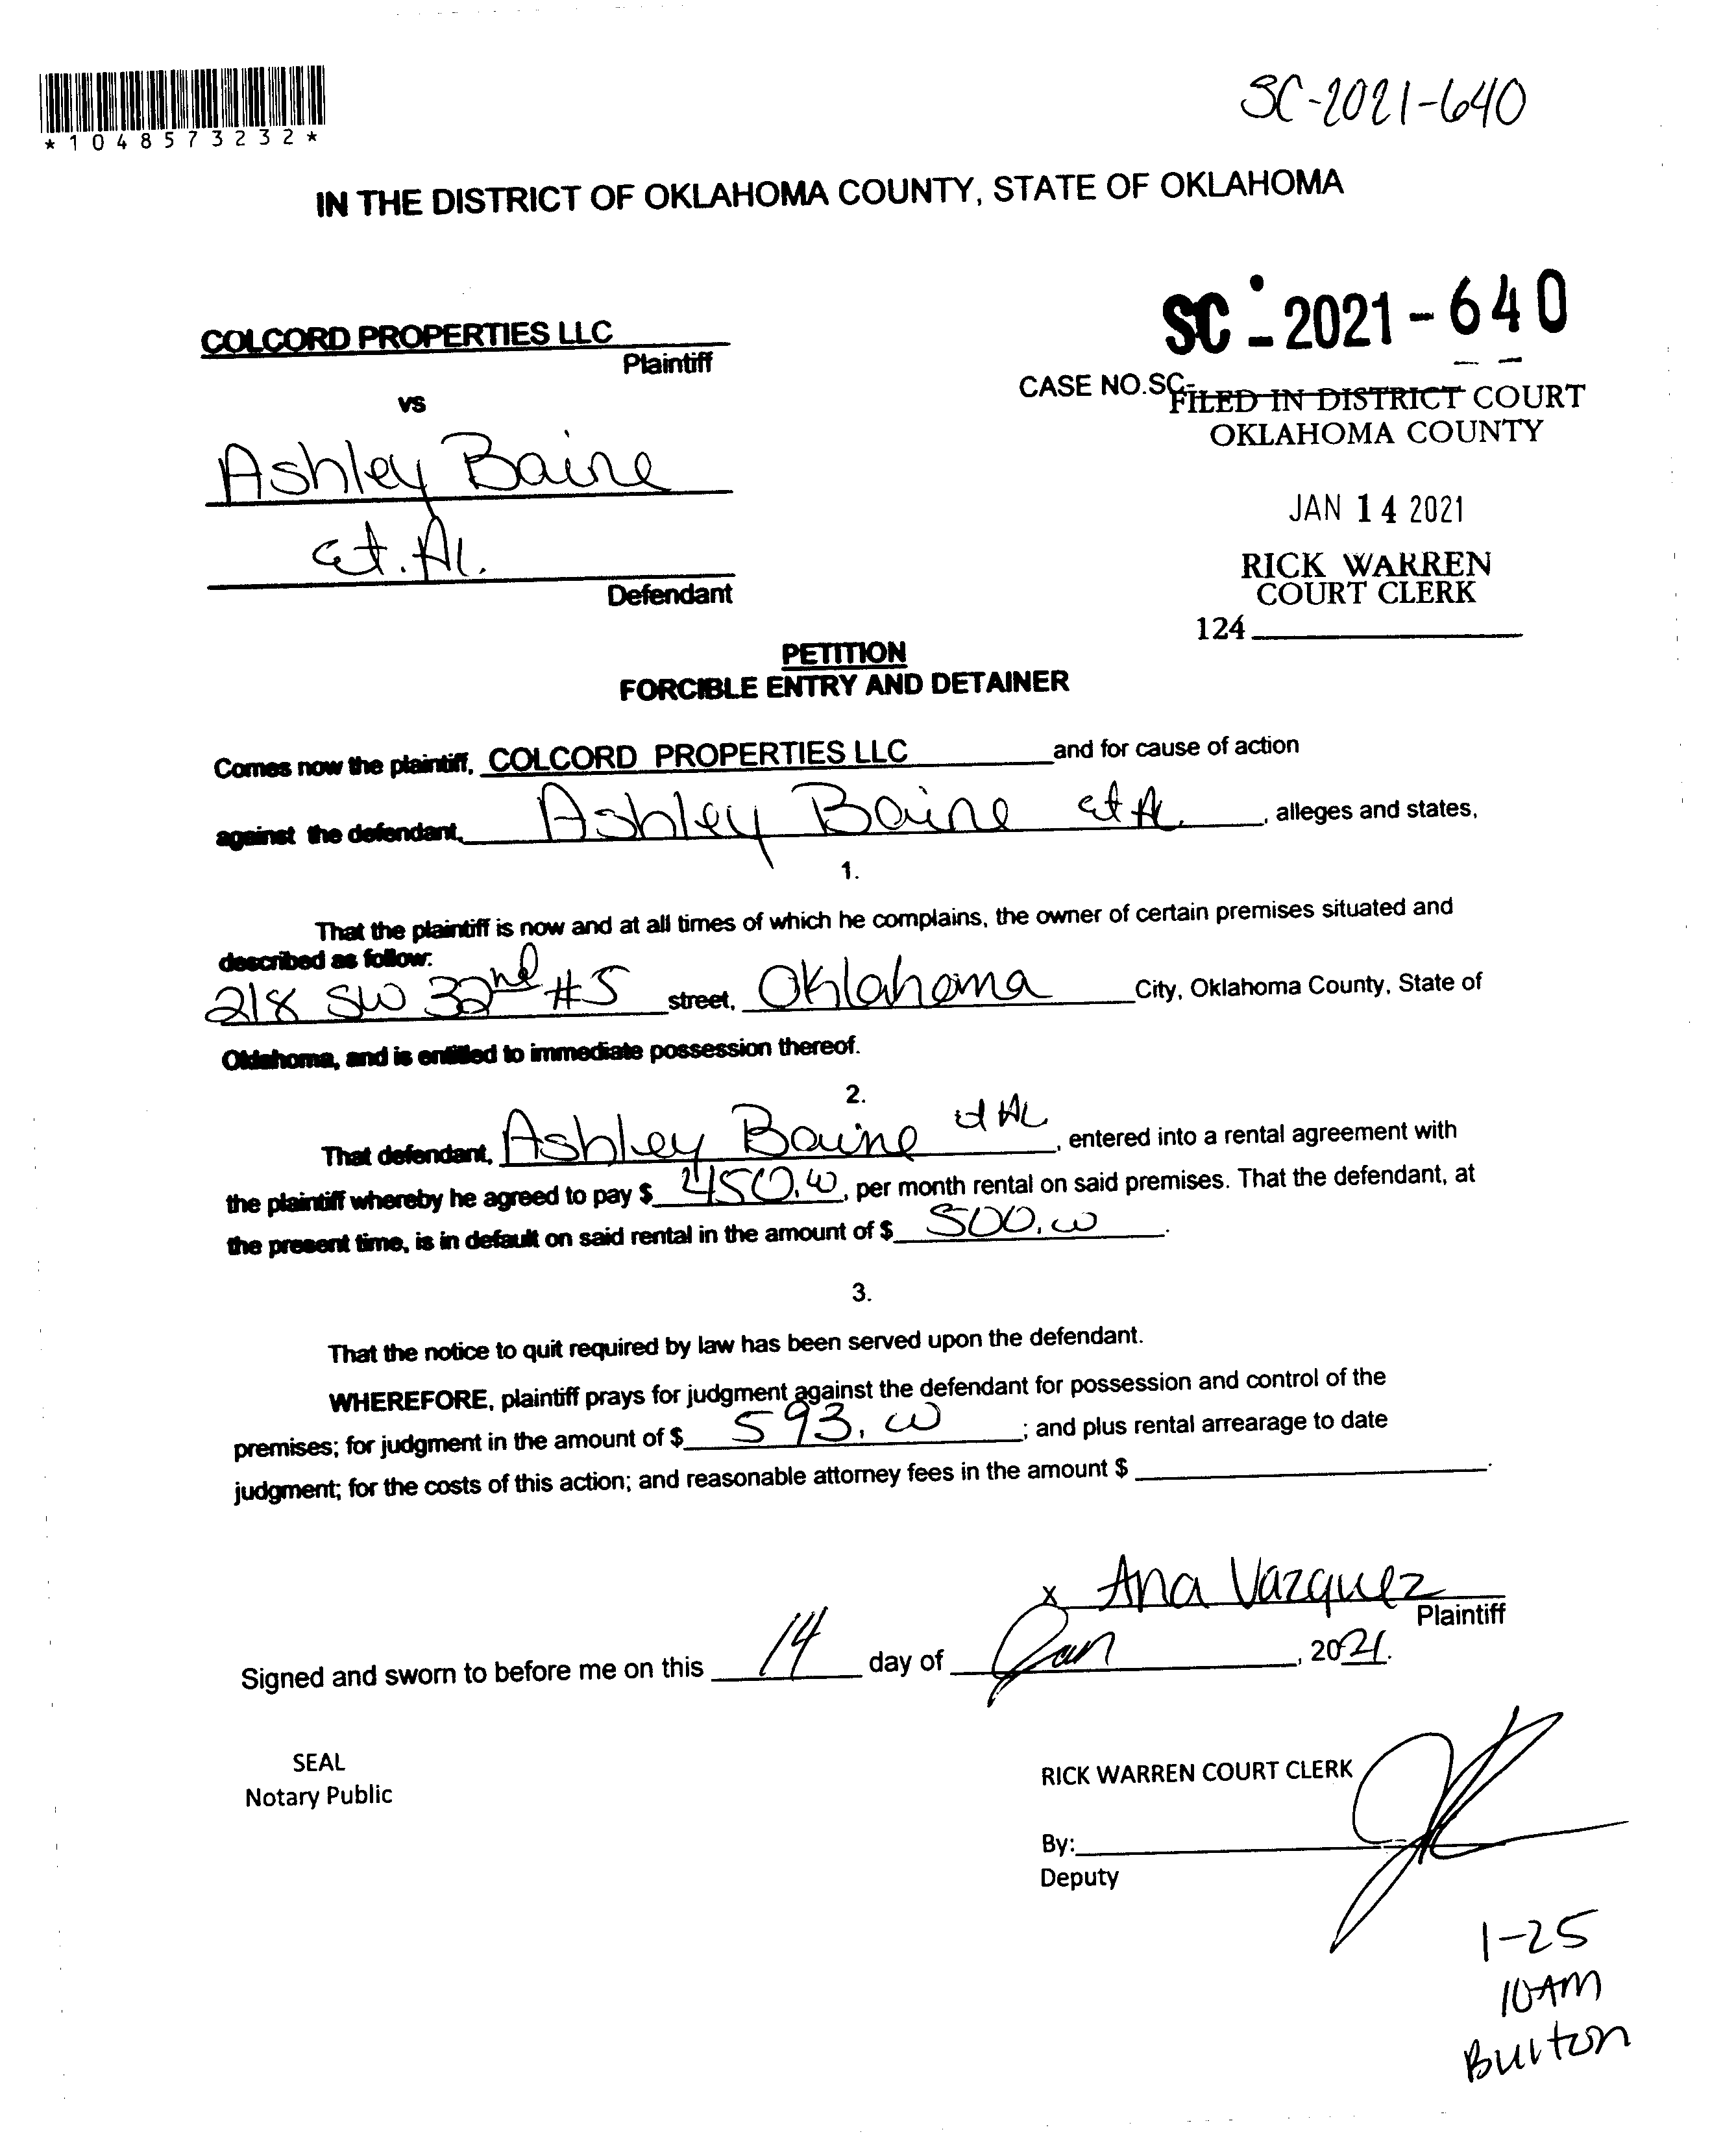 *1048573232*
SC-2021-640
IN THE DISTRICT OF OKLAHOMA COUNTY, STATE OF OKLAHOMA
COLCORD PROPERTIES LLC
Plaintiff
vs
Ashley Baine
et. Al.
Defendant
SC - 2021 - 640
CASE NO.SC-
FILED IN DISTRICT COURT
OKLAHOMA COUNTY
JAN 14 2021
RICK WARREN
COURT CLERK
124
PETITION
FORCIBLE ENTRY AND DETAINER
Comes now the plaintiff, COLCORD PROPERTIES LLC and for cause of action
against the defendant, Ashley Baine et Al. , alleges and states,
1.
That the plaintiff is now and at all times of which he complains, the owner of certain premises situated and
described as follow:
218 SW 32nd #5 street, Oklahoma City, Oklahoma County, State of
Oklahoma, and is entitled to immediate possession thereof.
2.
That defendant, Ashley Baine et AL , entered into a rental agreement with
the plaintiff whereby he agreed to pay $ 450.00 , per month rental on said premises. That the defendant, at
the present time, is in default on said rental in the amount of $ 500.00 .
3.
That the notice to quit required by law has been served upon the defendant.
WHEREFORE, plaintiff prays for judgment against the defendant for possession and control of the
premises; for judgment in the amount of $ 593.00 ; and plus rental arrearage to date
judgment; for the costs of this action; and reasonable attorney fees in the amount $ .
x Ana Vazquez
Plaintiff
Signed and sworn to before me on this 14 day of Jan , 2021.
SEAL
Notary Public
RICK WARREN COURT CLERK
By:
Deputy
1-25
10AM
Burton